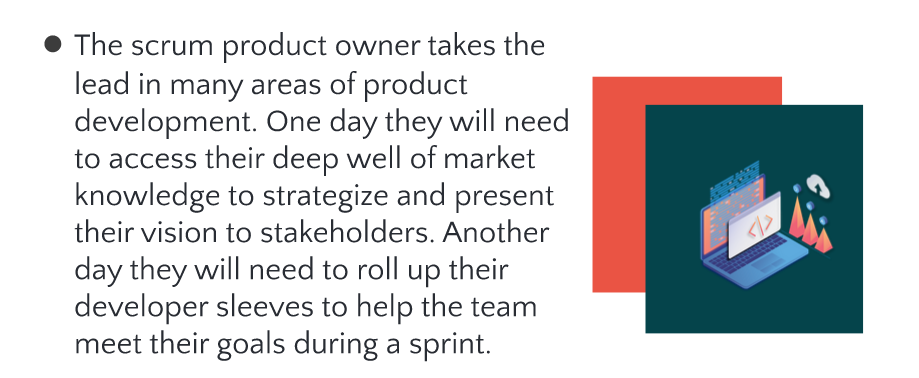 ● The scrum product owner takes the
lead in many areas of product
development. One day they will need
to access their deep well of market
knowledge to strategize and present
their vision to stakeholders. Another
day they will need to roll up their
developer sleeves to help the team
meet their goals during a sprint.